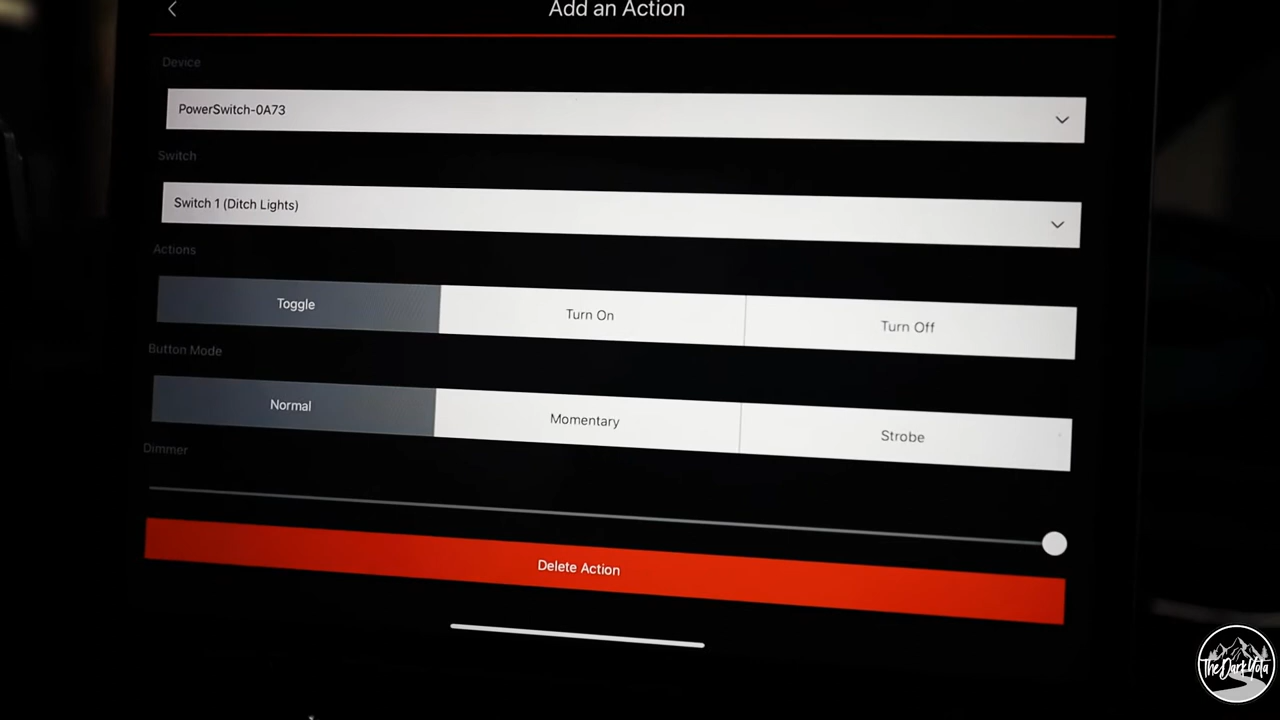 Add an Action
Device
PowerSwitch-0A73
Switch
Switch 1 (Ditch Lights)
Actions
Toggle
Turn On
Turn Off
Button Mode
Normal
Momentary
Strobe
Dimmer
Delete Action
TheDarkYota